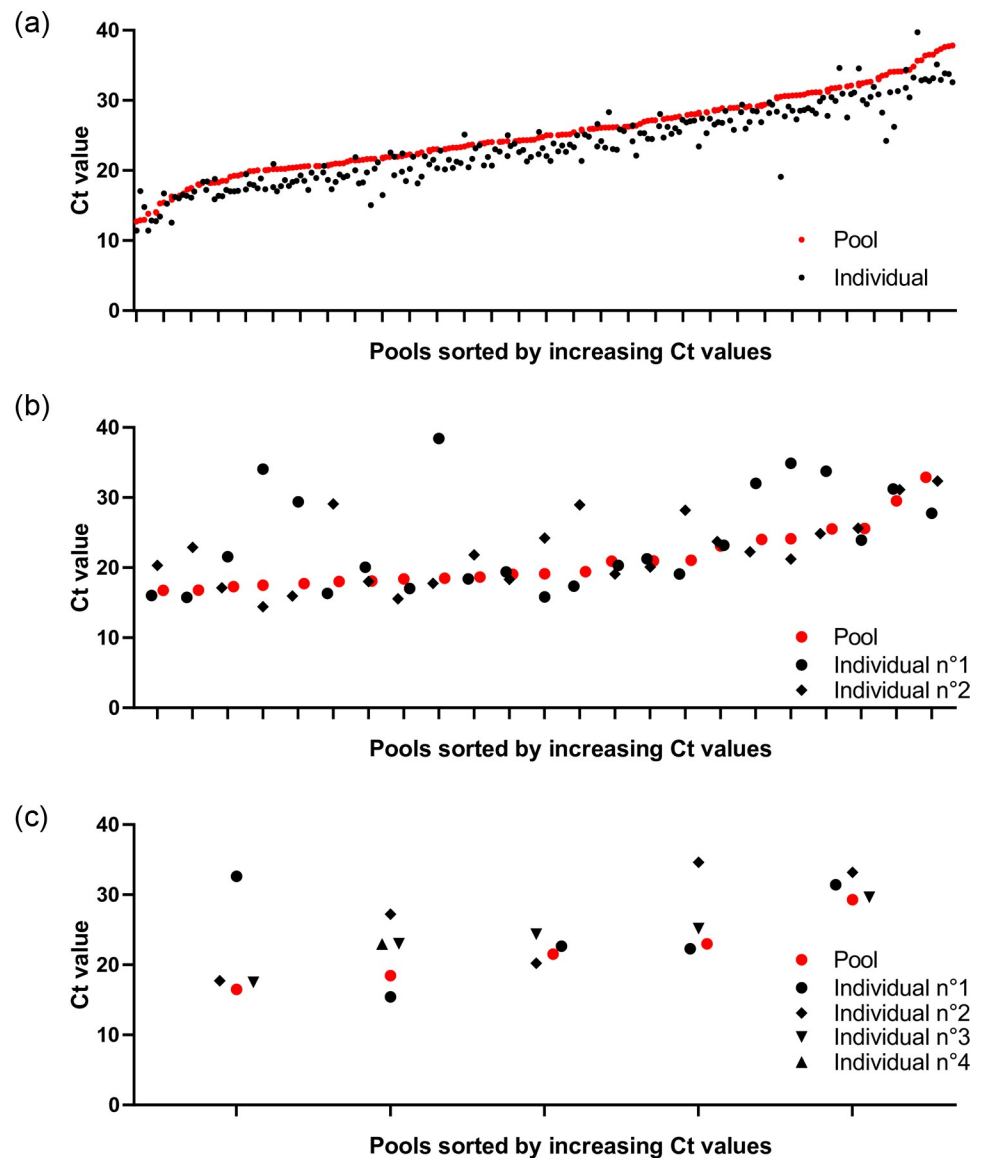 (a)
40
30
20
10
0
Ct value
Pool
Individual
Pools sorted by increasing Ct values
(b)
40
30
20
10
0
Ct value
Pool
Individual n°1
Individual n°2
Pools sorted by increasing Ct values
(c)
40
30
20
10
0
Ct value
Pool
Individual n°1
Individual n°2
Individual n°3
Individual n°4
Pools sorted by increasing Ct values